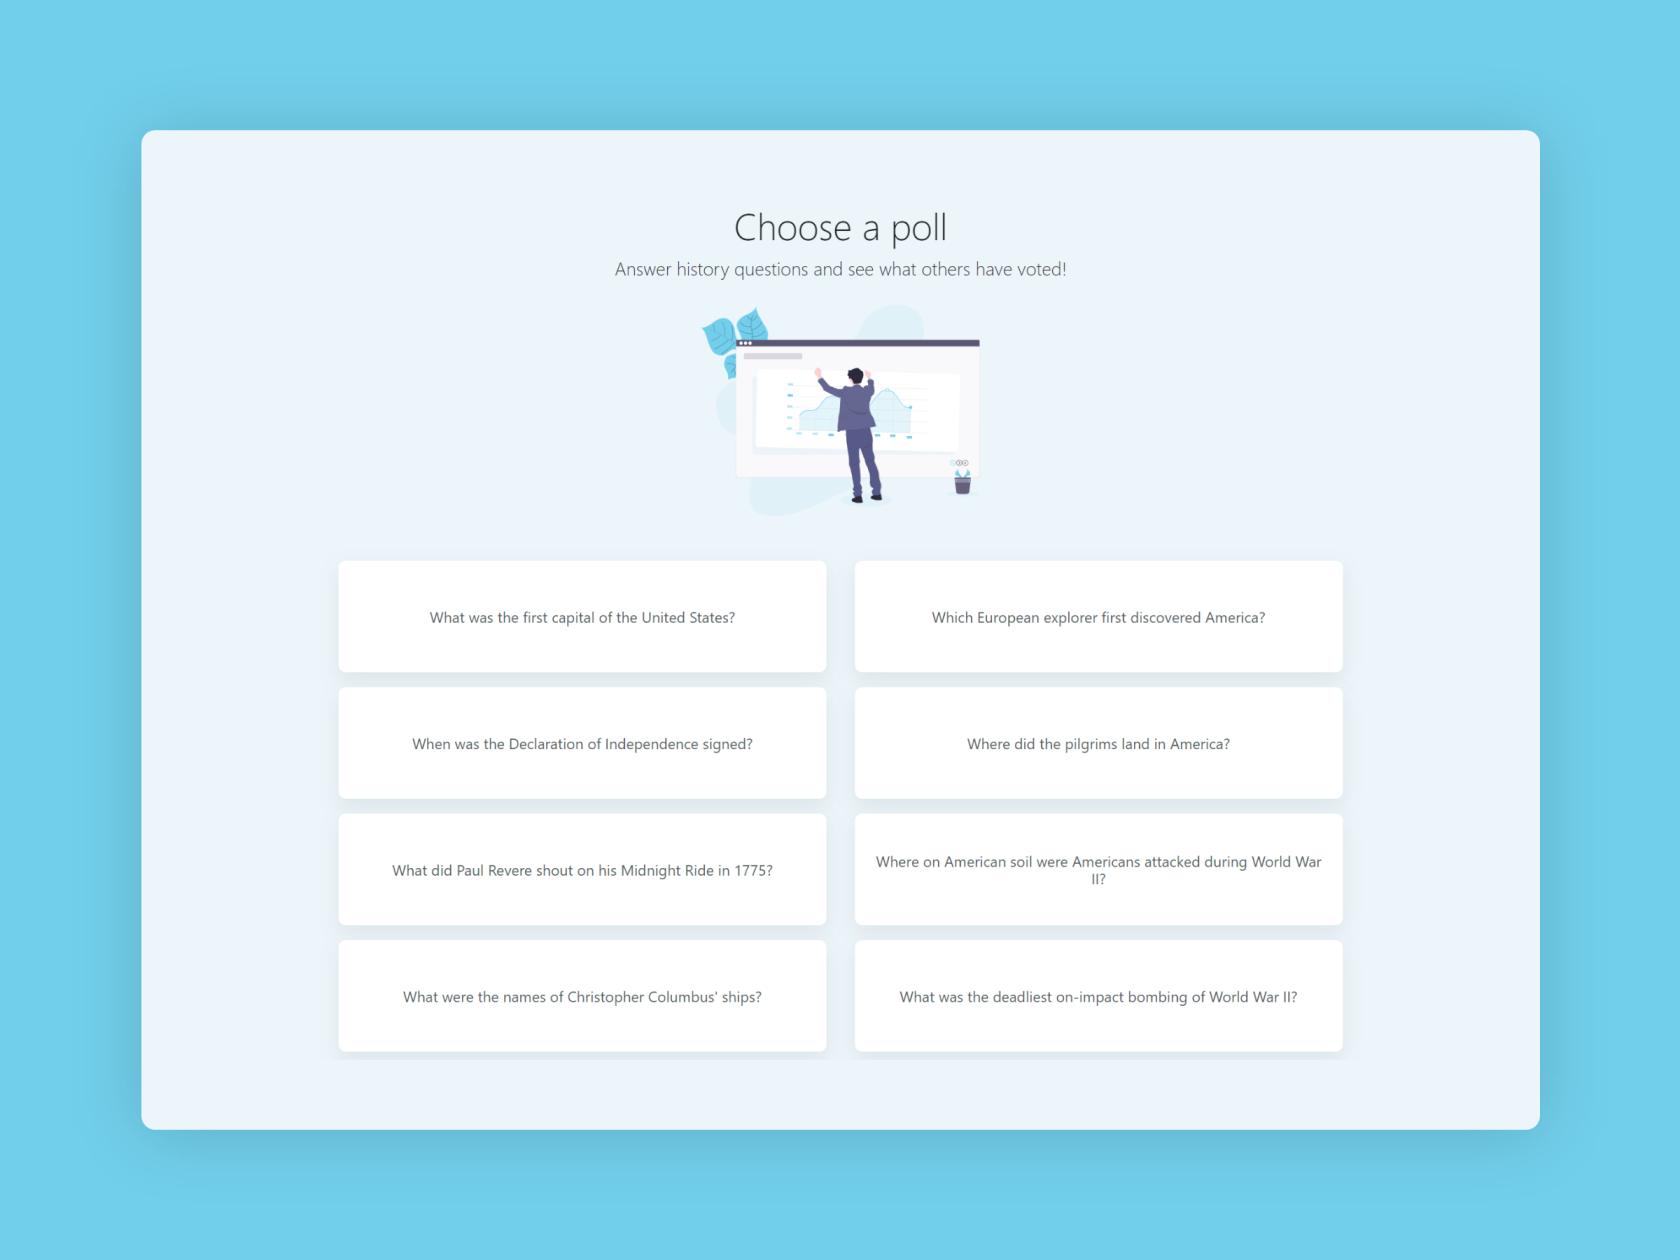 Choose a poll
Answer history questions and see what others have voted!
What was the first capital of the United States?
Which European explorer first discovered America?
When was the Declaration of Independence signed?
Where did the pilgrims land in America?
What did Paul Revere shout on his Midnight Ride in 1775?
Where on American soil were Americans attacked during World War
II?
What were the names of Christopher Columbus' ships?
What was the deadliest on-impact bombing of World War II?